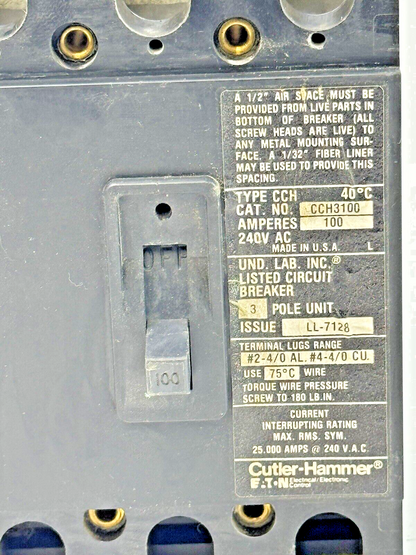 A 1/2" AIR SPACE MUST BE
PROVIDED FROM LIVE PARTS IN
BOTTOM OF BREAKER (ALL
SCREW HEADS ARE LIVE) TO
ANY METAL MOUNTING SUR-
FACE. A 1/32" FIBER LINER
MAY BE USED TO PROVIDE THIS
SPACING.
TYPE CCH 40°C
CAT. NO. CCH3100
AMPERES 100
240V AC
MADE IN U.S.A. L
UND. LAB. INC.®
LISTED CIRCUIT
BREAKER
3 POLE UNIT
ISSUE LL-7128
TERMINAL LUGS RANGE
#2-4/0 AL. #4-4/0 CU.
USE 75°C WIRE
TORQUE WIRE PRESSURE
SCREW TO 180 LB.IN.
CURRENT
INTERRUPTING RATING
MAX. RMS. SYM.
25,000 AMPS @ 240 V.A.C.
Cutler-Hammer®
E·T·N Electrical/Electronic
Control
OFF
100